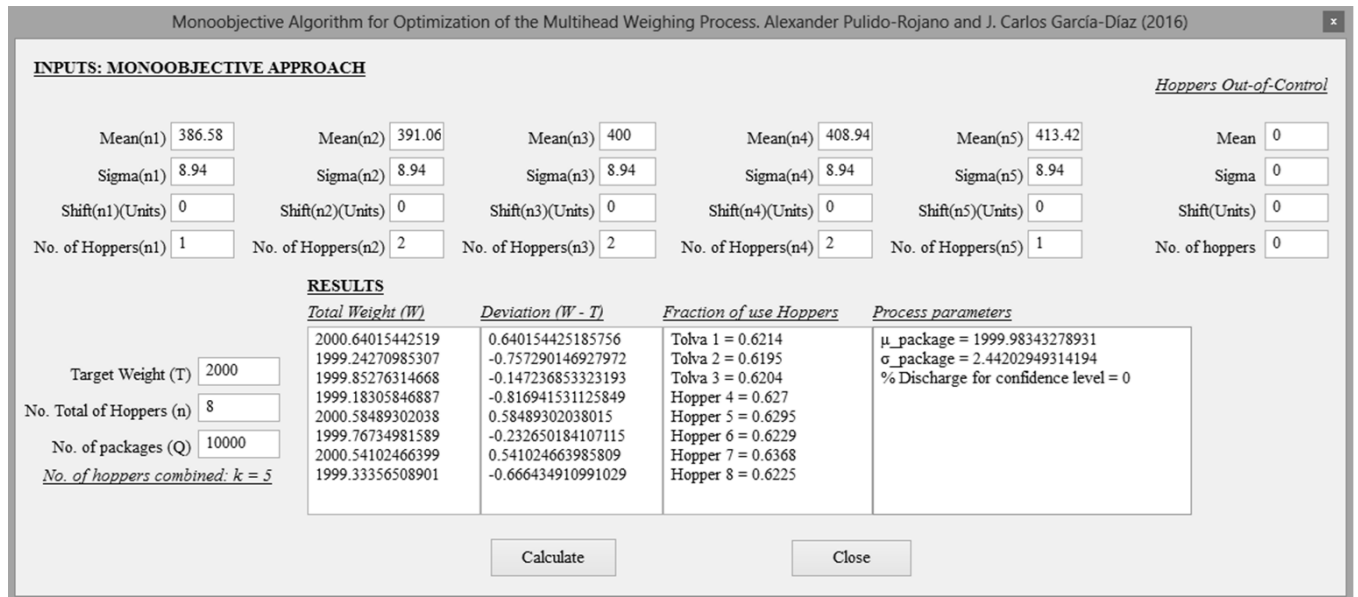 Monoobjective Algorithm for Optimization of the Multihead Weighing Process. Alexander Pulido-Rojano and J. Carlos García-Díaz (2016)
x
INPUTS: MONOOBJECTIVE APPROACH
Hoppers Out-of-Control
Mean(n1) 386.58 Mean(n2) 391.06 Mean(n3) 400 Mean(n4) 408.94 Mean(n5) 413.42 Mean 0
Sigma(n1) 8.94 Sigma(n2) 8.94 Sigma(n3) 8.94 Sigma(n4) 8.94 Sigma(n5) 8.94 Sigma 0
Shift(n1)(Units) 0 Shift(n2)(Units) 0 Shift(n3)(Units) 0 Shift(n4)(Units) 0 Shift(n5)(Units) 0 Shift(Units) 0
No. of Hoppers(n1) 1 No. of Hoppers(n2) 2 No. of Hoppers(n3) 2 No. of Hoppers(n4) 2 No. of Hoppers(n5) 1 No. of hoppers 0
Target Weight (T) 2000
No. Total of Hoppers (n) 8
No. of packages (Q) 10000
No. of hoppers combined: k = 5
RESULTS
Total Weight (W) Deviation (W - T) Fraction of use Hoppers Process parameters
2000.64015442519 0.640154425185756 Tolva 1 = 0.6214 μ_package = 1999.98343278931
1999.24270985307 -0.757290146927972 Tolva 2 = 0.6195 σ_package = 2.44202949314194
1999.85276314668 -0.147236853323193 Tolva 3 = 0.6204 % Discharge for confidence level = 0
1999.18305846887 -0.816941531125849 Hopper 4 = 0.627
2000.58489302038 0.58489302038015 Hopper 5 = 0.6295
1999.76734981589 -0.232650184107115 Hopper 6 = 0.6229
2000.54102466399 0.541024663985809 Hopper 7 = 0.6368
1999.33356508901 -0.666434910991029 Hopper 8 = 0.6225
Calculate Close